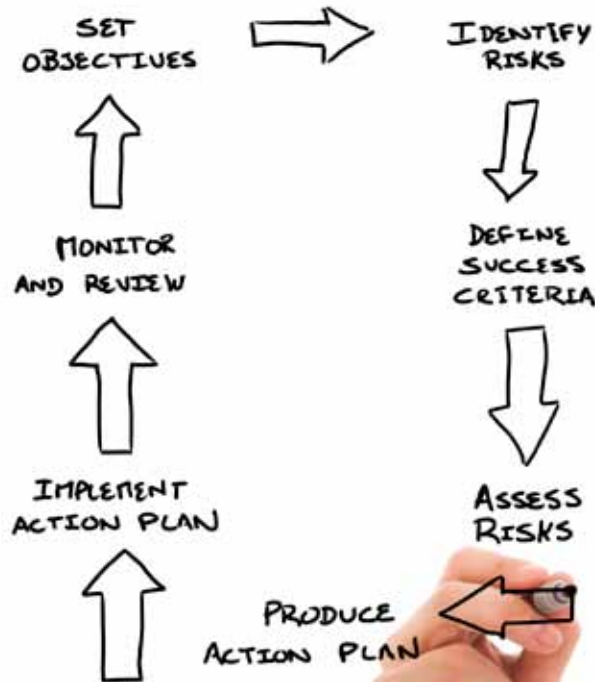 SET
OBJECTIVES
IDENTIFY
RISKS
DEFINE
SUCCESS
CRITERIA
ASSESS
RISKS
PRODUCE
ACTION PLAN
IMPLEMENT
ACTION PLAN
MONITOR
AND REVIEW